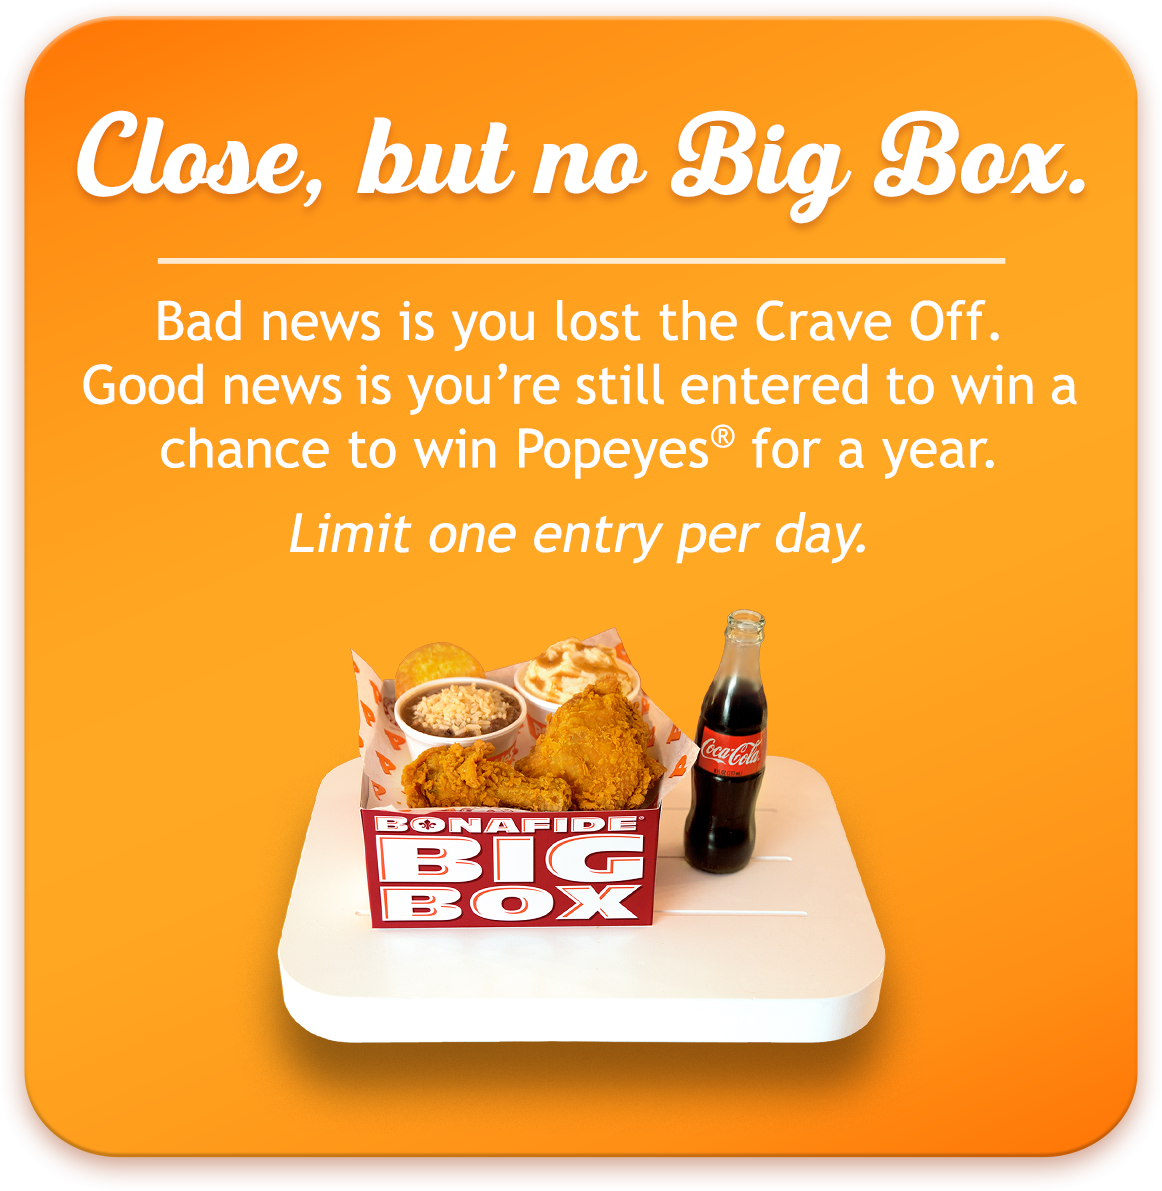 Close, but no Big Box.
Bad news is you lost the Crave Off.
Good news is you’re still entered to win a
chance to win Popeyes® for a year.
Limit one entry per day.
Coca-Cola
BONAFIDE®
BIG
BOX